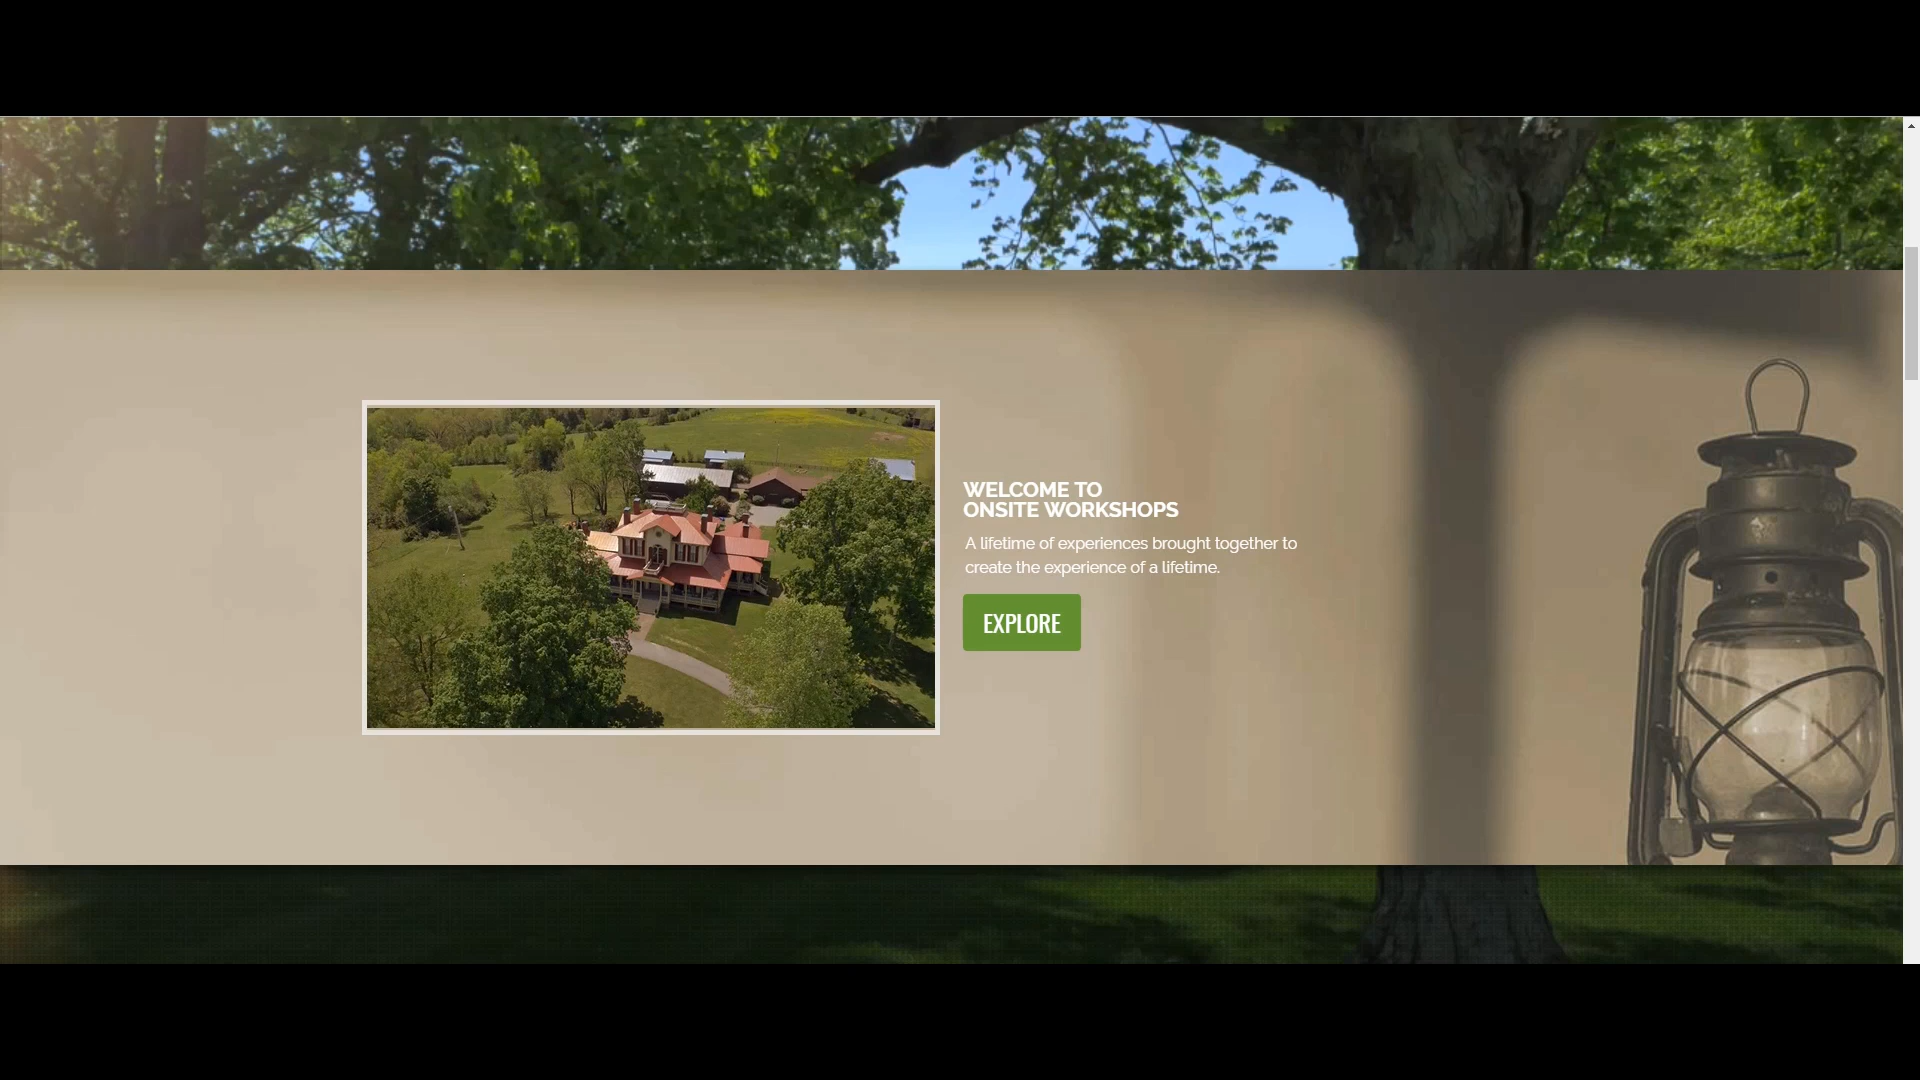 WELCOME TO
ONSITE WORKSHOPS
A lifetime of experiences brought together to
create the experience of a lifetime.
EXPLORE